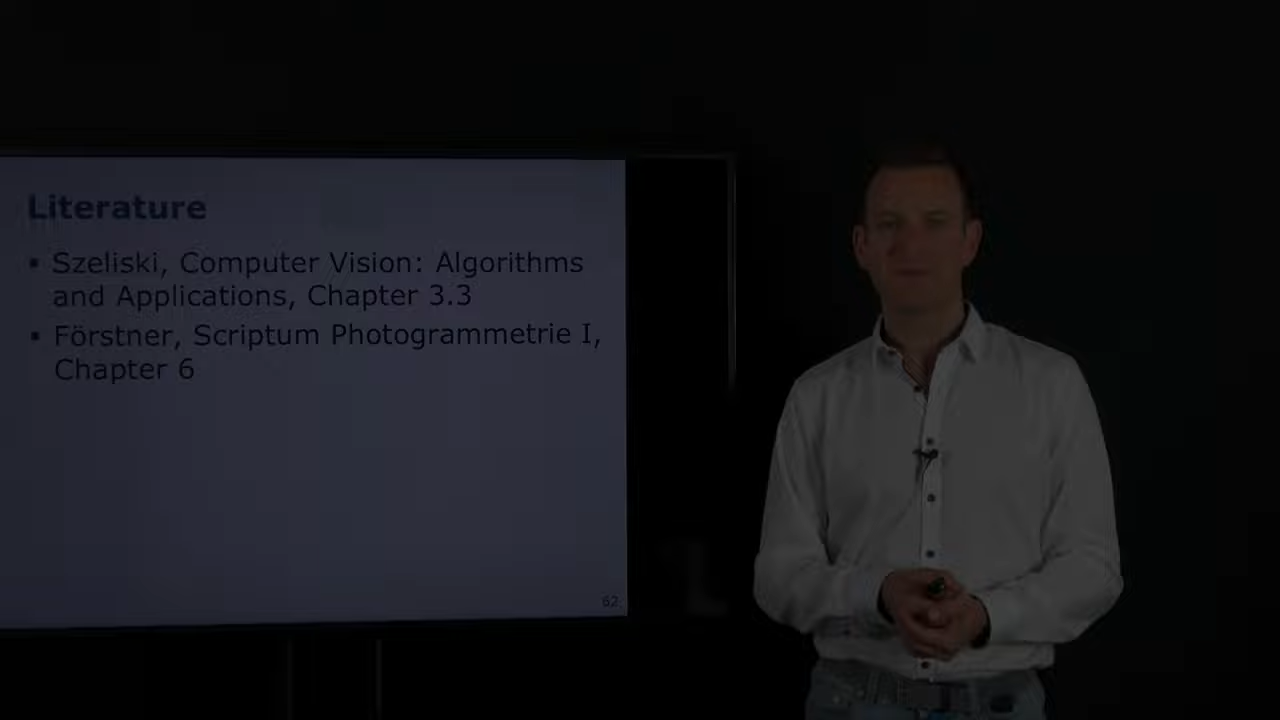 Literature
▪ Szeliski, Computer Vision: Algorithms
and Applications, Chapter 3.3
▪ Förstner, Scriptum Photogrammetrie I,
Chapter 6
62